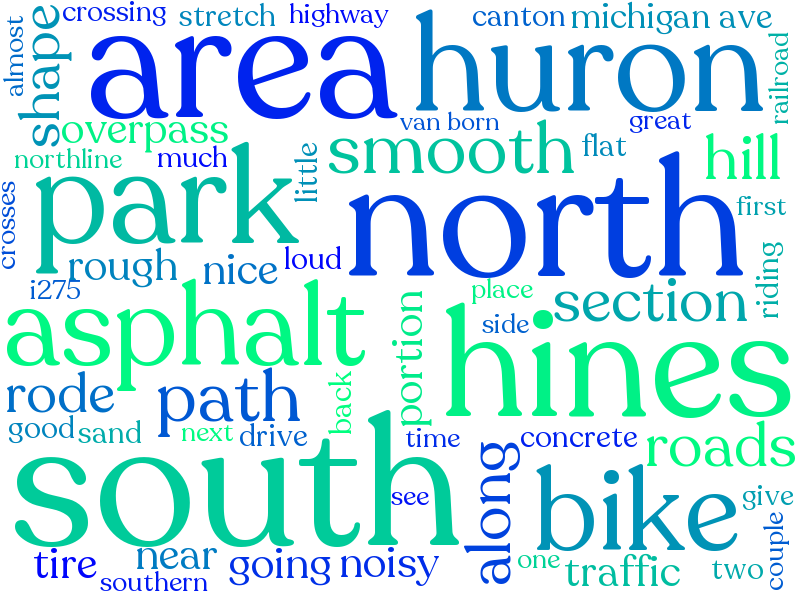 crossing
highway
stretch
canton
michigan ave
almost
shape
area
huron
railroad
overpass
van born
great
northline
much
little
smooth
flat
hill
crosses
park
north
first
rough
nice
loud
i275
riding
asphalt
place
section
side
portion
hines
rode
path
back
good
sand
next
drive
time
concrete
roads
south
see
along
bike
give
couple
tire
near
going
noisy
southern
one
traffic
two